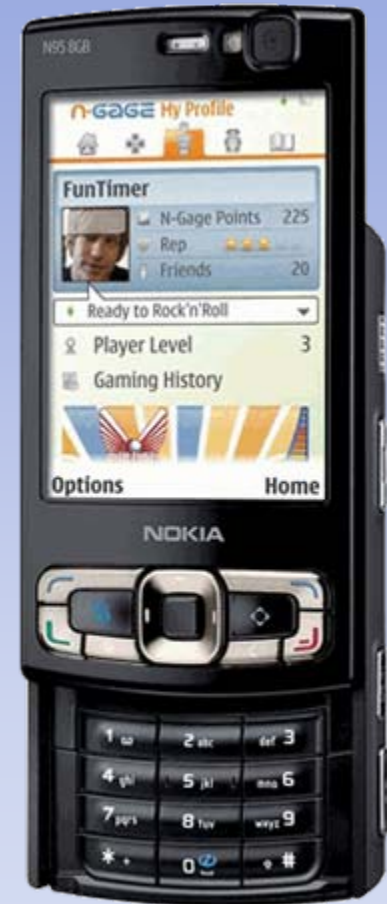 N95 8GB
n-GAGE My Profile
FunTimer
N-Gage Points 225
Rep
Friends 20
Ready to Rock'n'Roll
Player Level 3
Gaming History
Options Home
NOKIA
1 2 abc def 3
4 ghi 5 jkl mno 6
7 pqrs 8 tuv wxyz 9
* + 0 #